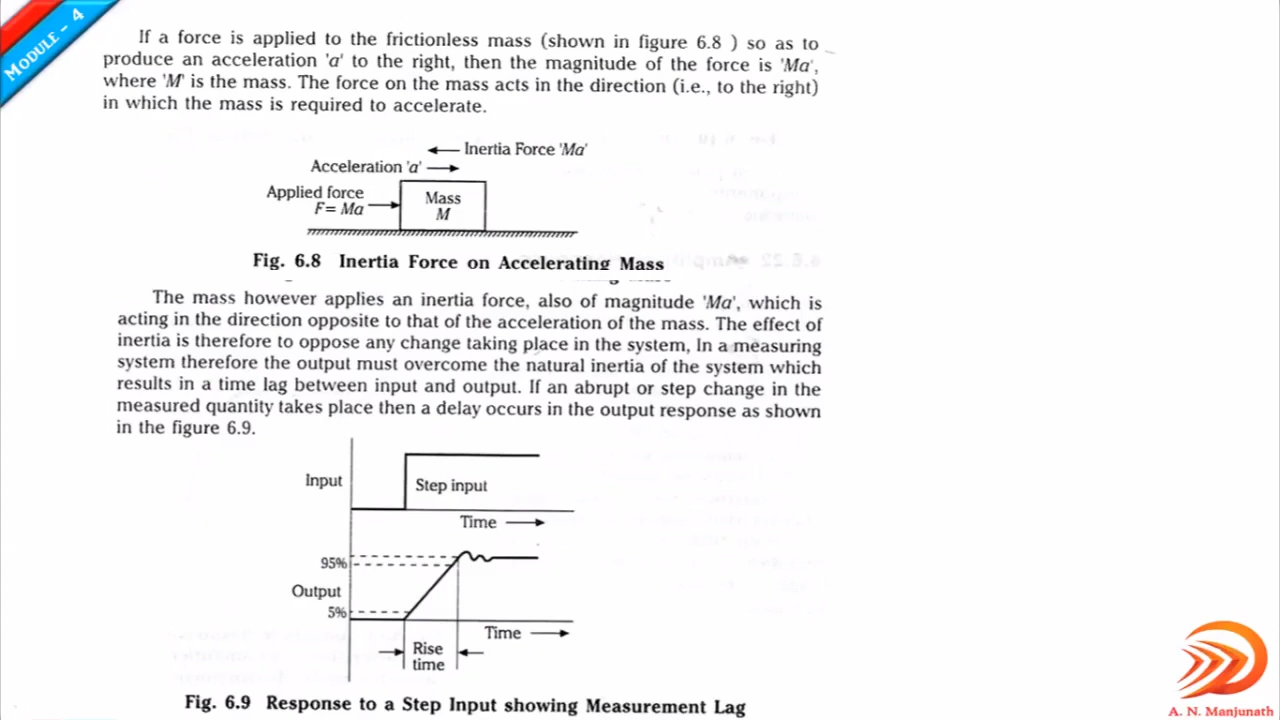 MODULE - 4
If a force is applied to the frictionless mass (shown in figure 6.8 ) so as to
produce an acceleration 'a' to the right, then the magnitude of the force is 'Ma',
where 'M' is the mass. The force on the mass acts in the direction (i.e., to the right)
in which the mass is required to accelerate.
Inertia Force 'Ma'
Acceleration 'a'
Applied force
F= Ma
Mass
M
Fig. 6.8 Inertia Force on Accelerating Mass
The mass however applies an inertia force, also of magnitude 'Ma', which is
acting in the direction opposite to that of the acceleration of the mass. The effect of
inertia is therefore to oppose any change taking place in the system, In a measuring
system therefore the output must overcome the natural inertia of the system which
results in a time lag between input and output. If an abrupt or step change in the
measured quantity takes place then a delay occurs in the output response as shown
in the figure 6.9.
Input
Step input
Time
95%
Output
5%
Time
Rise
time
Fig. 6.9 Response to a Step Input showing Measurement Lag
A. N. Manjunath